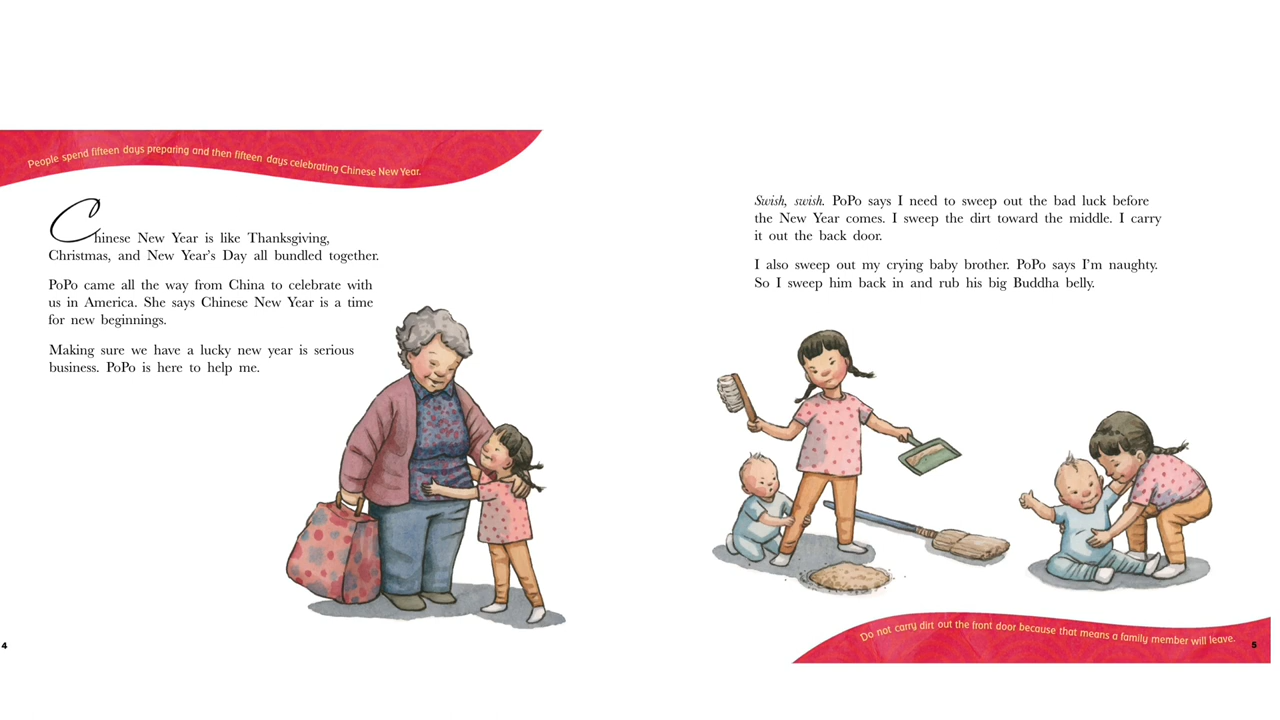 People spend fifteen days preparing and then fifteen days celebrating Chinese New Year.
Chinese New Year is like Thanksgiving,
Christmas, and New Year's Day all bundled together.
PoPo came all the way from China to celebrate with
us in America. She says Chinese New Year is a time
for new beginnings.
Making sure we have a lucky new year is serious
business. PoPo is here to help me.
4
Swish, swish. PoPo says I need to sweep out the bad luck before
the New Year comes. I sweep the dirt toward the middle. I carry
it out the back door.
I also sweep out my crying baby brother. PoPo says I'm naughty.
So I sweep him back in and rub his big Buddha belly.
Do not carry dirt out the front door because that means a family member will leave.
5